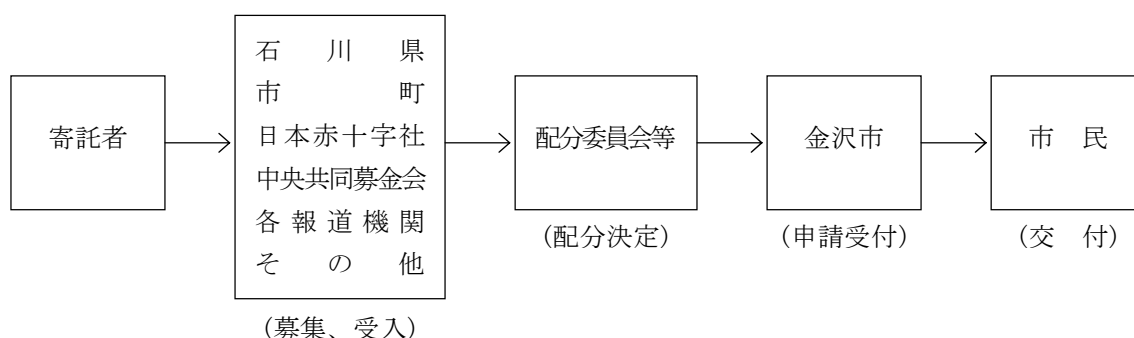 寄託者
石川県
市町
日本赤十字社
中央共同募金会
各報道機関
その他
(募集、受入)
配分委員会等
(配分決定)
金沢市
(申請受付)
市民
(交付)